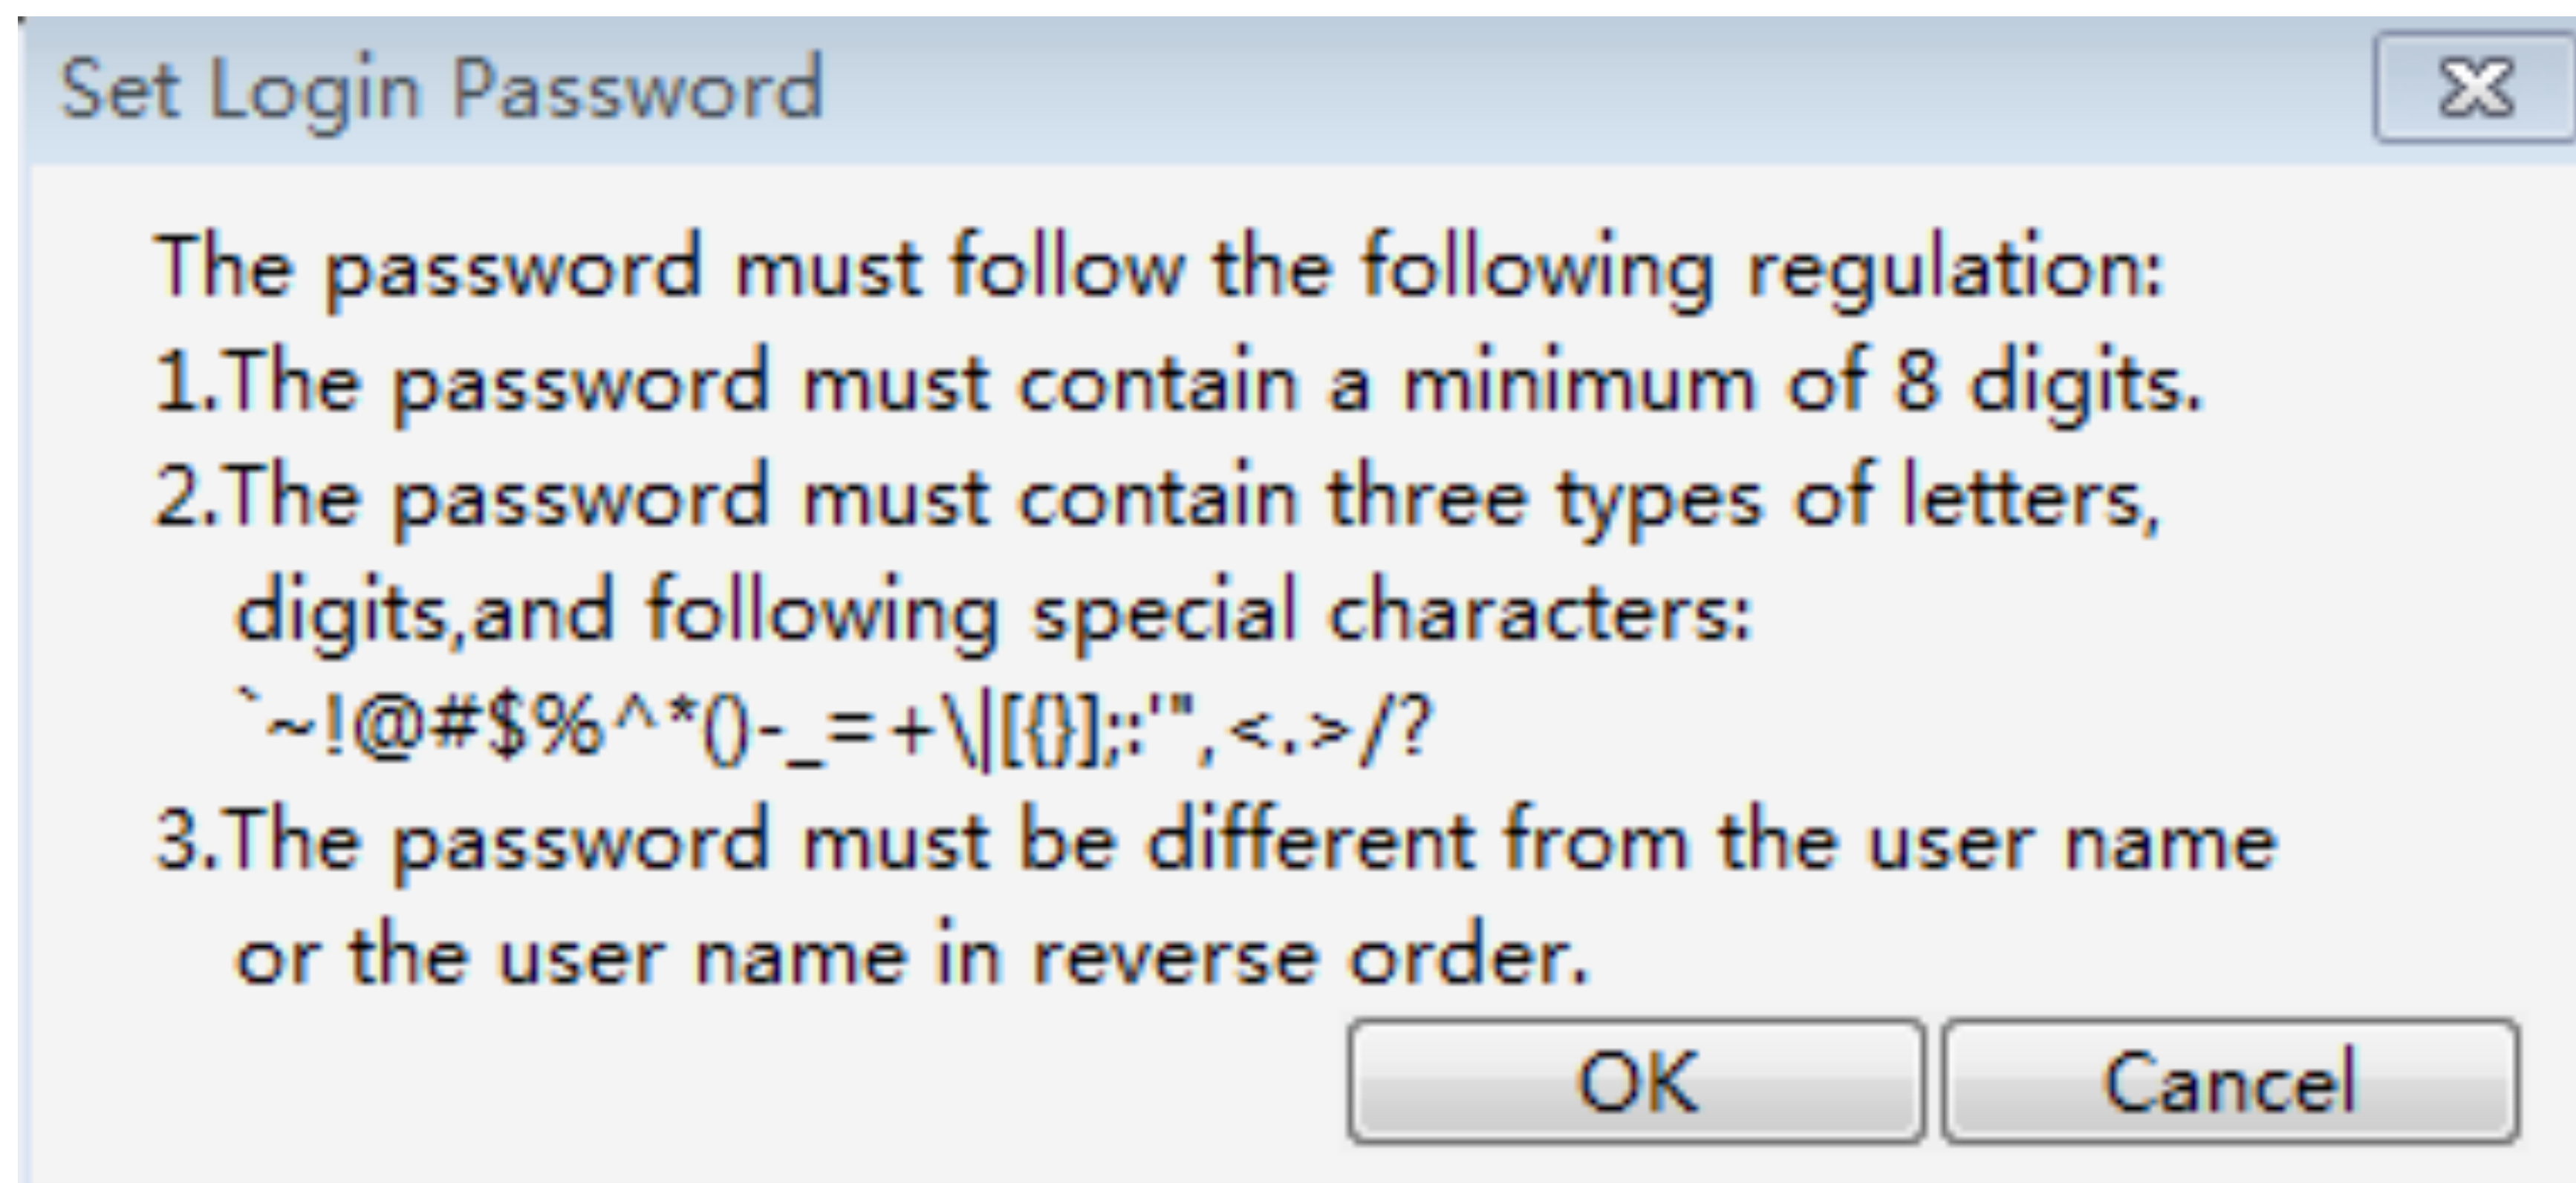 Set Login Password
The password must follow the following regulation:
1.The password must contain a minimum of 8 digits.
2.The password must contain three types of letters,
digits,and following special characters:
`~!@#$%^*()-_=+\|[{}];:'",<.>/?
3.The password must be different from the user name
or the user name in reverse order.
OK Cancel